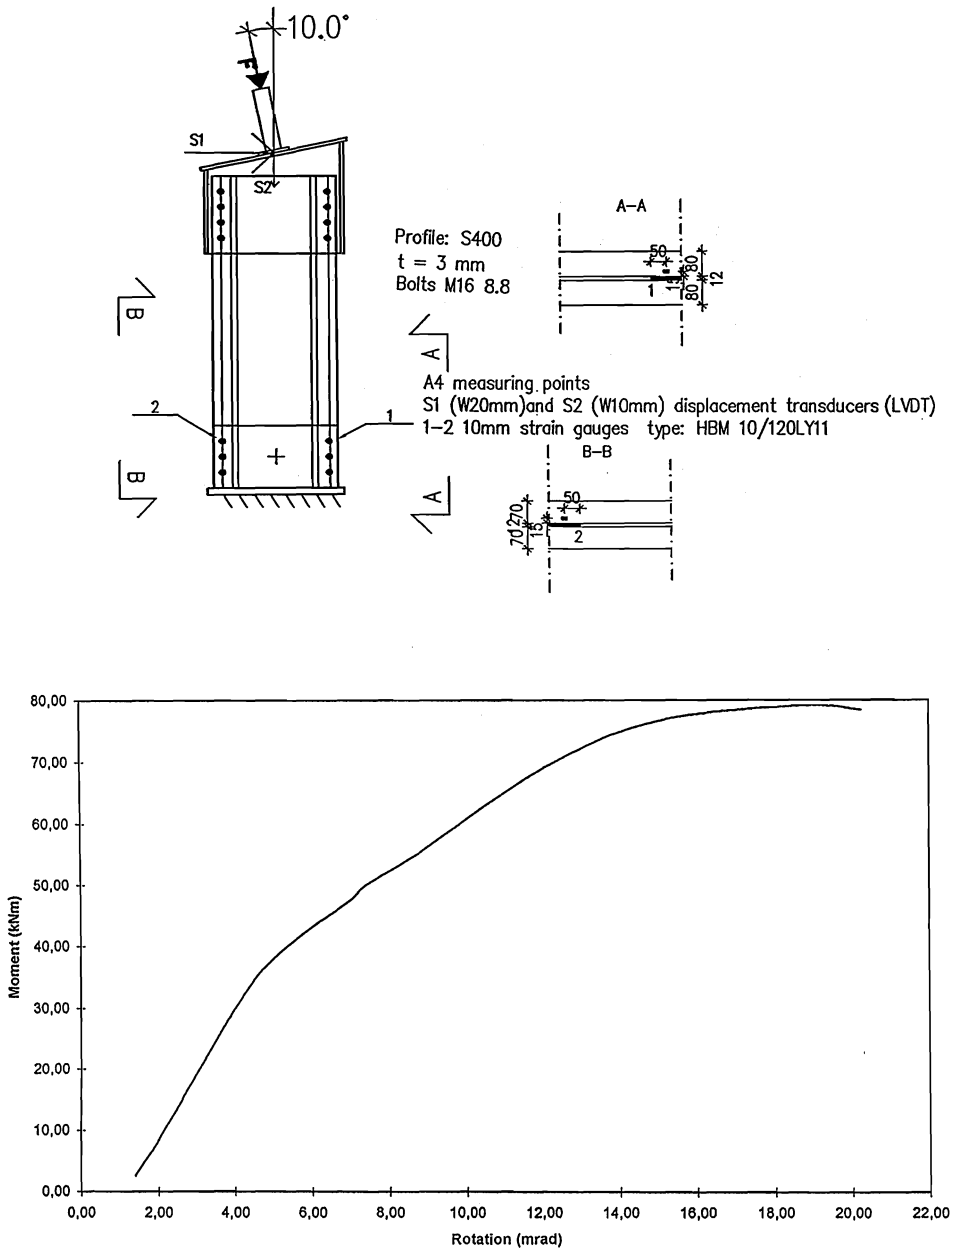 10.0°
F
S1
S2
A-A
Profile: S400
t = 3 mm
Bolts M16 8.8
50
80
1
15
80
12
B
A
A4 measuring points
S1 (W20mm)and S2 (W10mm) displacement transducers (LVDT)
2
1
1-2 10mm strain gauges type: HBM 10/120LY11
B-B
B
A
50
70
12
70
15
2
80,00
70,00
60,00
50,00
40,00
30,00
20,00
10,00
0,00
Moment (kNm)
0,00 2,00 4,00 6,00 8,00 10,00 12,00 14,00 16,00 18,00 20,00 22,00
Rotation (mrad)